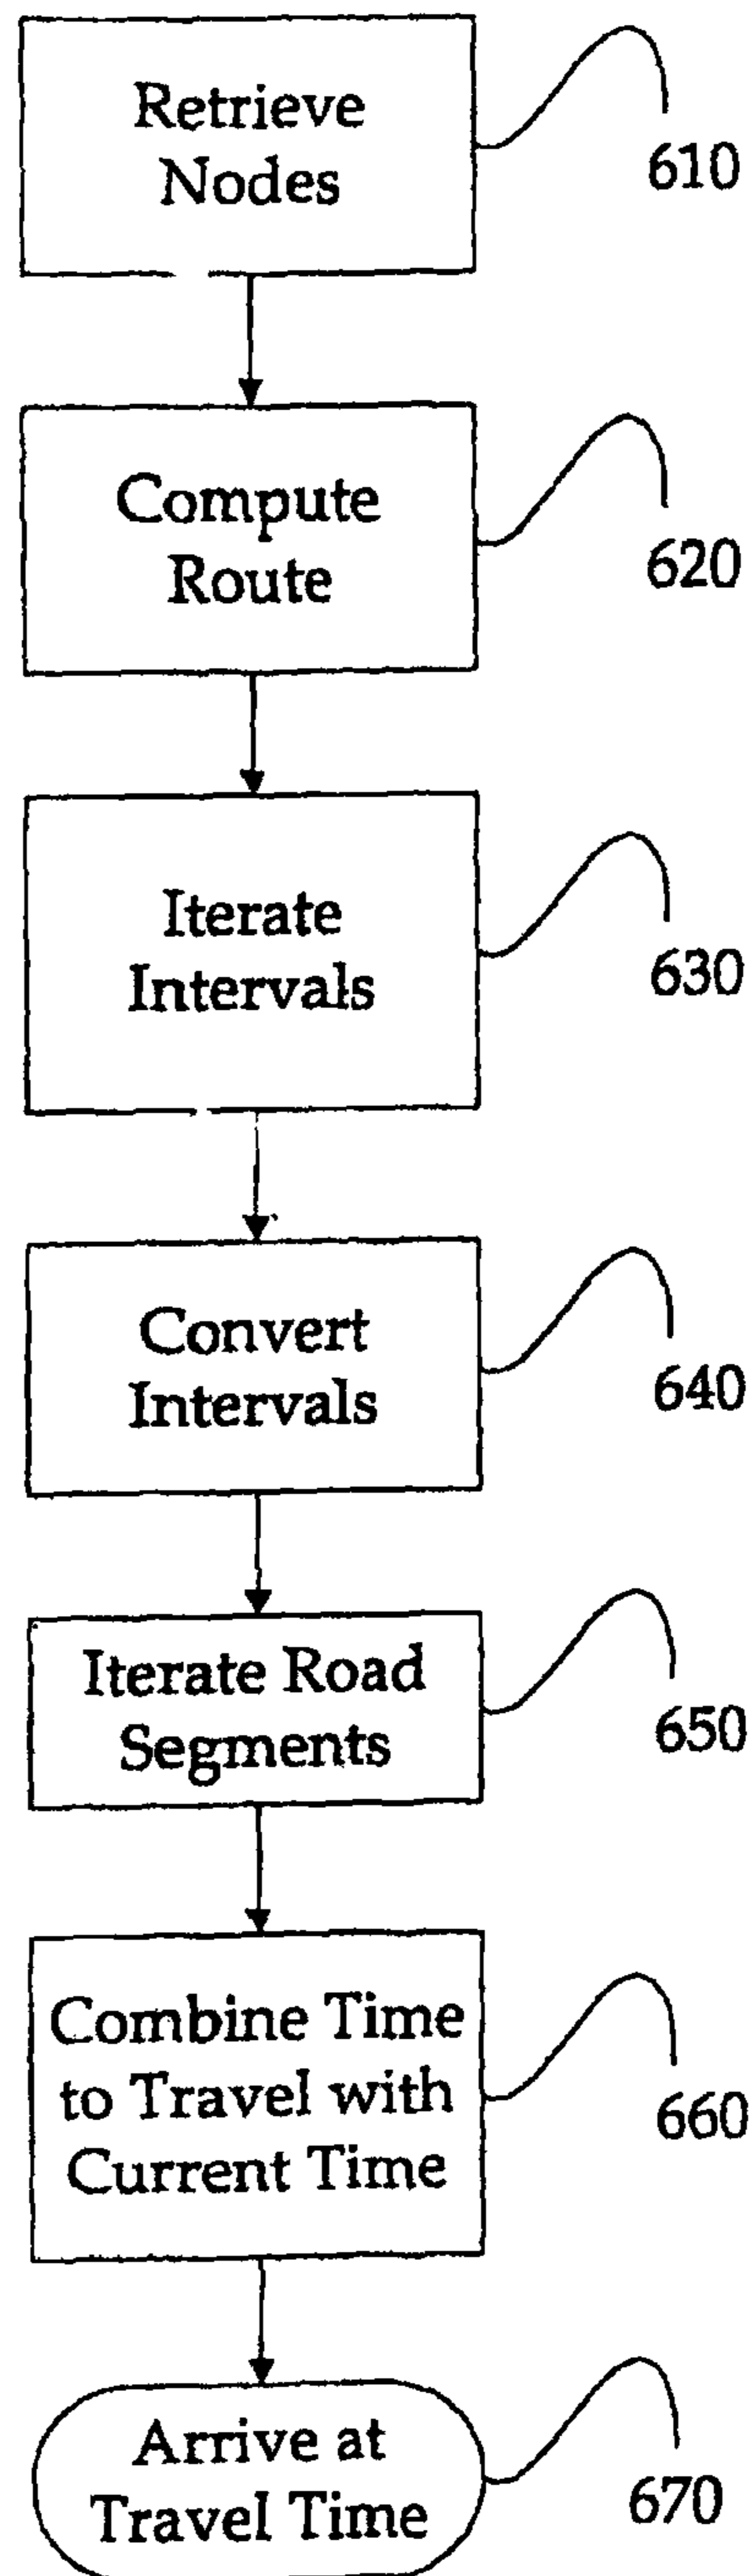 Retrieve
Nodes
610
Compute
Route
620
Iterate
Intervals
630
Convert
Intervals
640
Iterate Road
Segments
650
Combine Time
to Travel with
Current Time
660
Arrive at
Travel Time
670